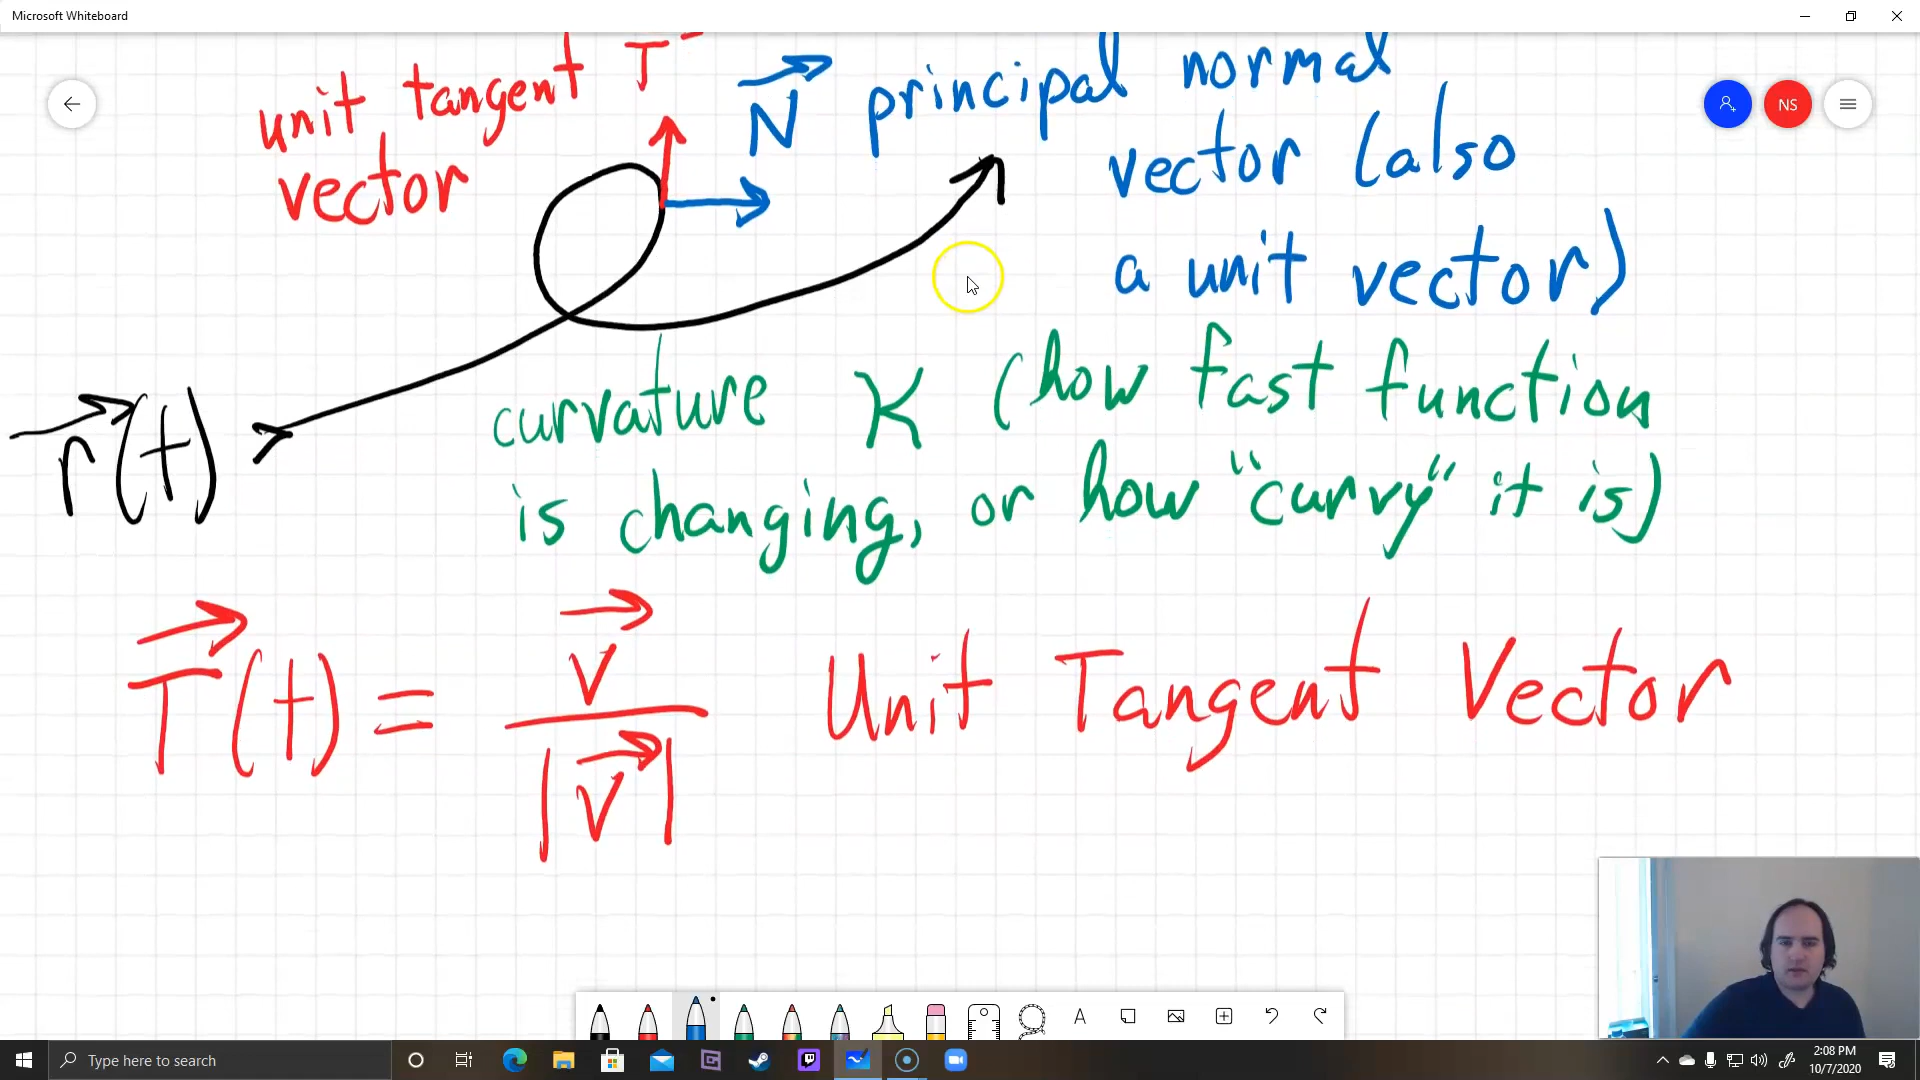 Microsoft Whiteboard
unit tangent T
vector
N principal normal
vector (also
a unit vector)
NS
r(t)
curvature K (how fast function
is changing, or how "curvy" it is)
T(t) = v / |v| Unit Tangent Vector
A
Type here to search
2:08 PM
10/7/2020